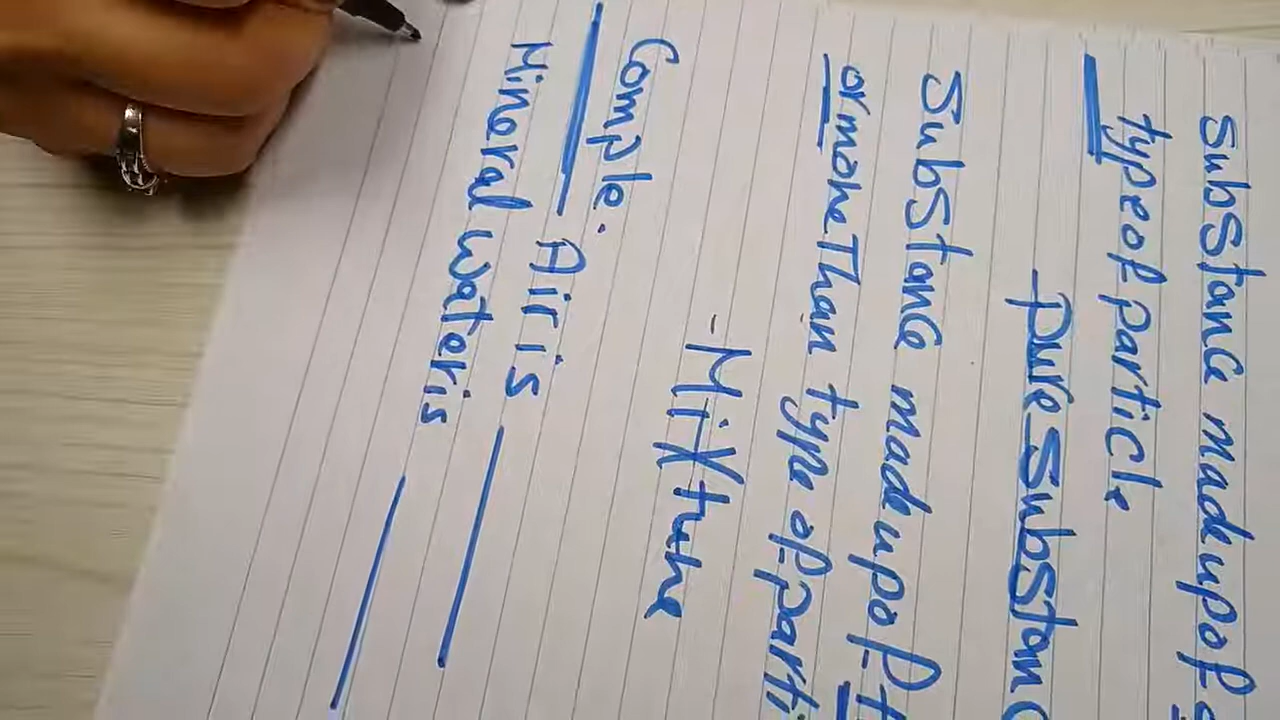 Substance made up of
type of particle
- pure Substanc
Substance made up of t
or more Than type of parti
- Mixture
Comple.
Air is
Mineral water is